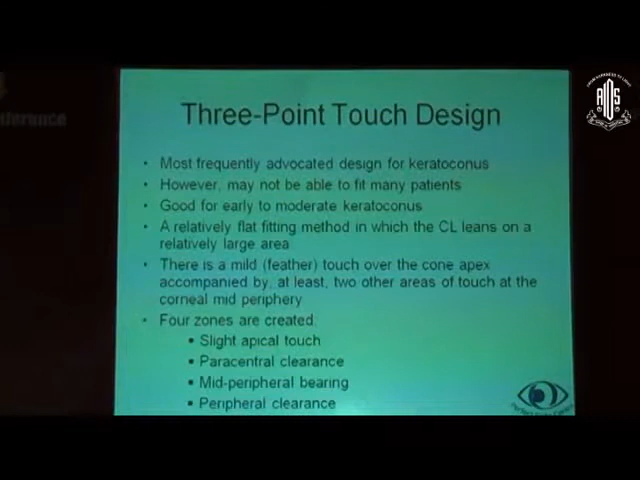 Three-Point Touch Design
• Most frequently advocated design for keratoconus
• However, may not be able to fit many patients
• Good for early to moderate keratoconus
• A relatively flat fitting method in which the CL leans on a
relatively large area
• There is a mild (feather) touch over the cone apex
accompanied by, at least, two other areas of touch at the
corneal mid periphery
• Four zones are created:
▪ Slight apical touch
▪ Paracentral clearance
▪ Mid-peripheral bearing
▪ Peripheral clearance
AIOS